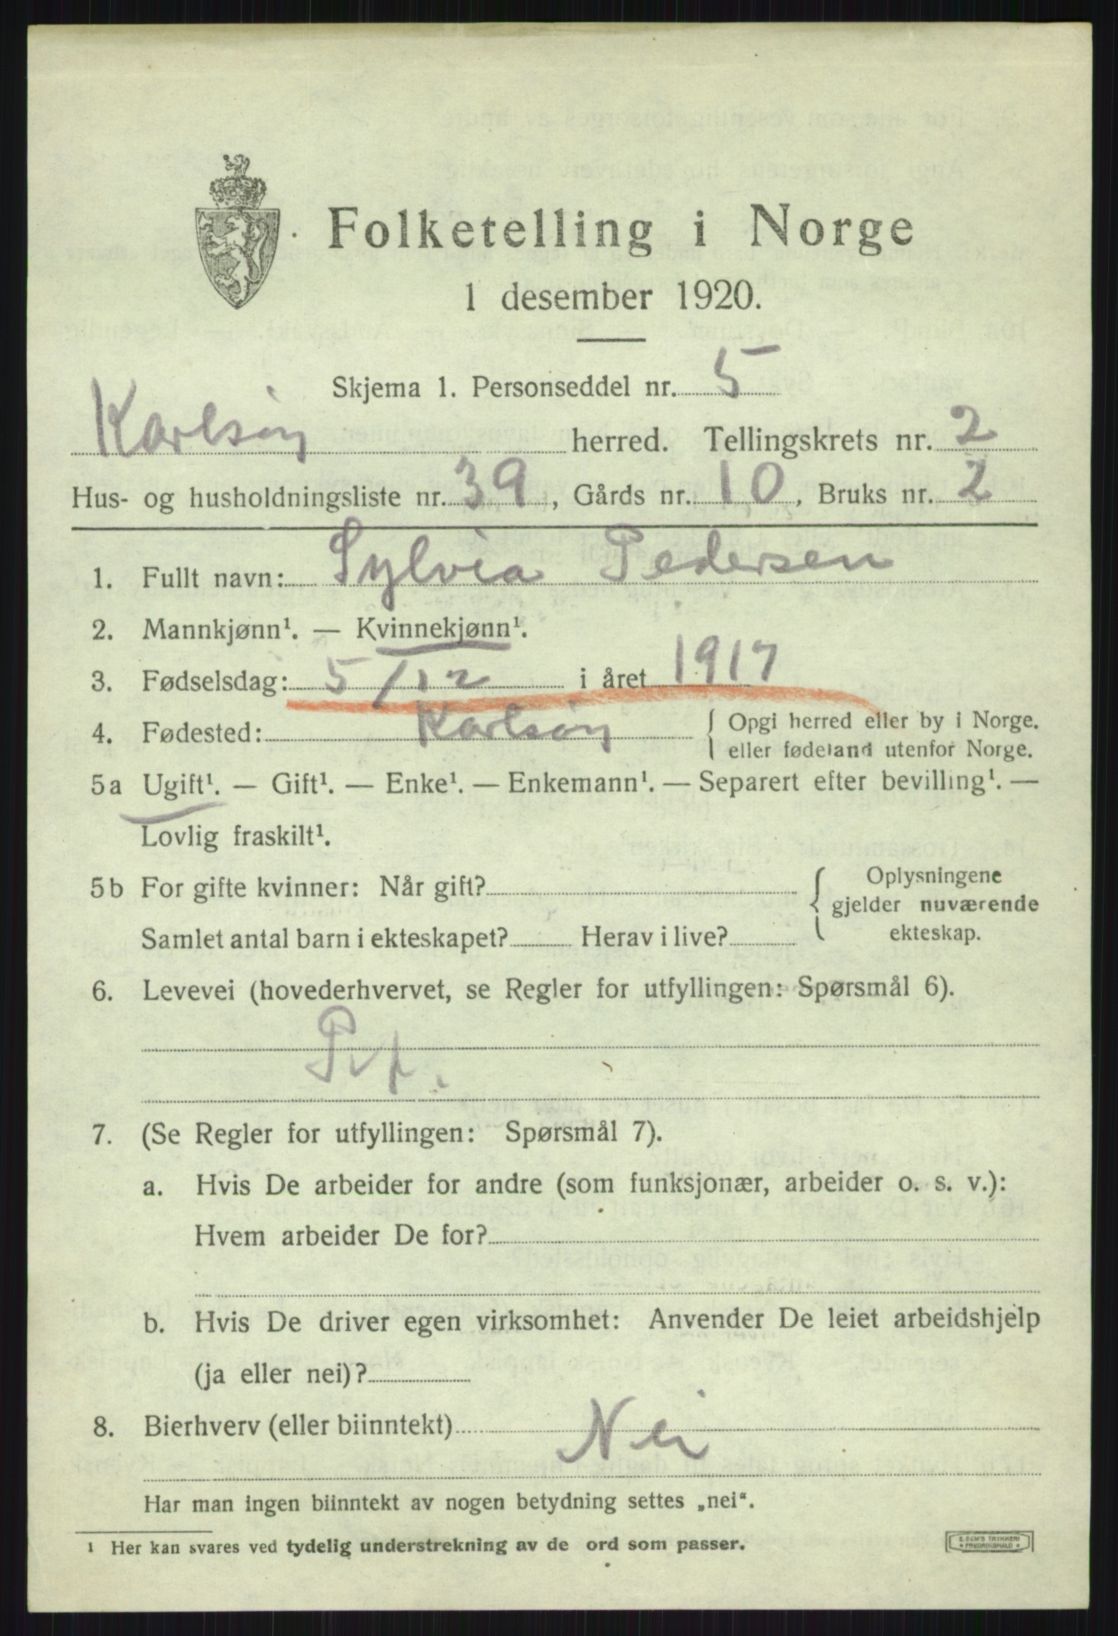 Folketelling i Norge
1 desember 1920.
Skjema 1. Personseddel nr. 5
Karlsøy herred. Tellingskrets nr. 2
Hus- og husholdningsliste nr. 39, Gårds nr. 10, Bruks nr. 2
1. Fullt navn: Sylvia Pedersen
2. Mannkjønn¹. — Kvinnekjønn¹.
3. Fødselsdag: 5/12 i året 1917
4. Fødested: Karlsøy { Opgi herred eller by i Norge,
eller fødeland utenfor Norge.
5a Ugift¹. — Gift¹. — Enke¹. — Enkemann¹. — Separert efter bevilling¹. —
Lovlig fraskilt¹.
5b For gifte kvinner: Når gift? { Oplysningene
gjelder nuværende
Samlet antal barn i ekteskapet? Herav i live? ekteskap.
6. Levevei (hovederhvervet, se Regler for utfyllingen: Spørsmål 6).
7. (Se Regler for utfyllingen: Spørsmål 7).
a. Hvis De arbeider for andre (som funksjonær, arbeider o. s. v.):
Hvem arbeider De for?
b. Hvis De driver egen virksomhet: Anvender De leiet arbeidshjelp
(ja eller nei)?
8. Bierhverv (eller biinntekt) Nei
Har man ingen biinntekt av nogen betydning settes „nei“.
¹ Her kan svares ved tydelig understrekning av de ord som passer.